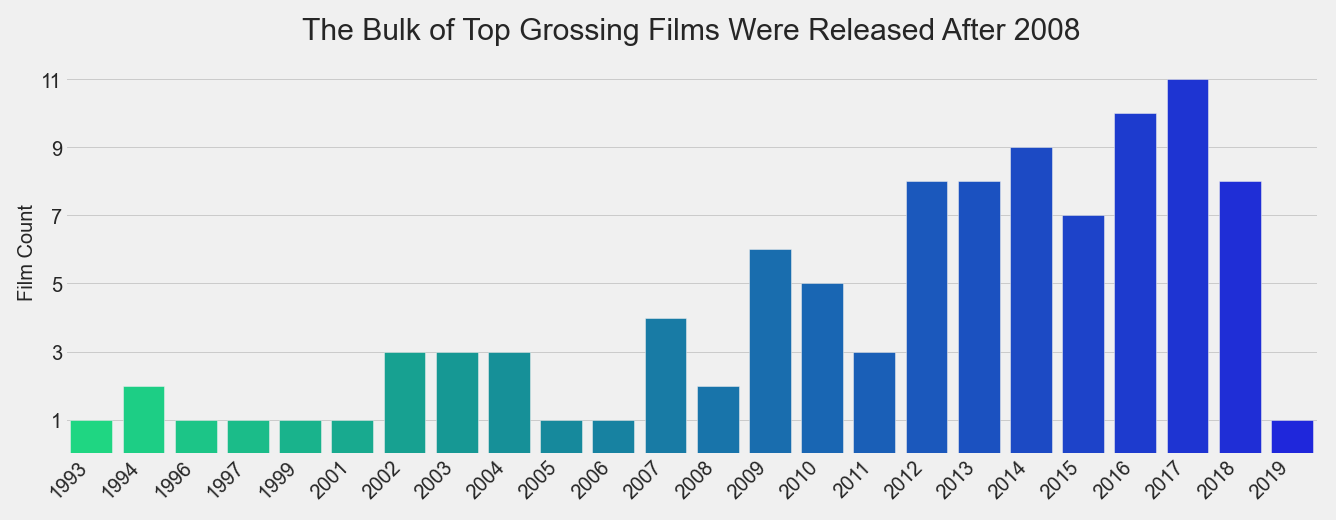 The Bulk of Top Grossing Films Were Released After 2008
11
9
7
5
3
1
Film Count
1993 1994 1996 1997 1999 2001 2002 2003 2004 2005 2006 2007 2008 2009 2010 2011 2012 2013 2014 2015 2016 2017 2018 2019